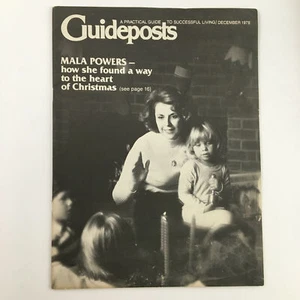 Guideposts
A PRACTICAL GUIDE TO SUCCESSFUL LIVING/DECEMBER 1978
MALA POWERS —
how she found a way
to the heart
of Christmas (see page 16)